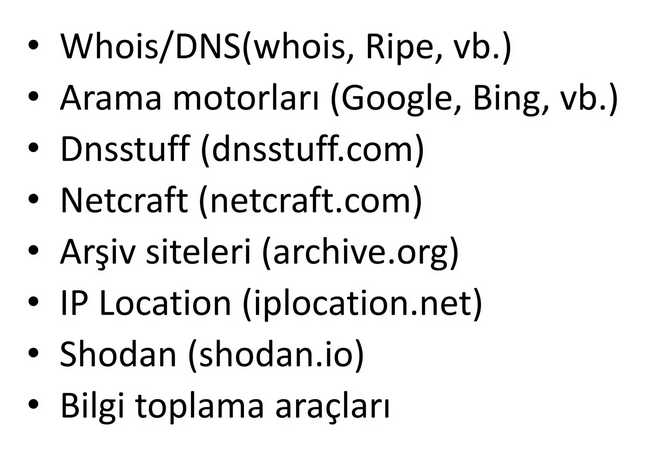 • Whois/DNS(whois, Ripe, vb.)
• Arama motorları (Google, Bing, vb.)
• Dnsstuff (dnsstuff.com)
• Netcraft (netcraft.com)
• Arşiv siteleri (archive.org)
• IP Location (iplocation.net)
• Shodan (shodan.io)
• Bilgi toplama araçları